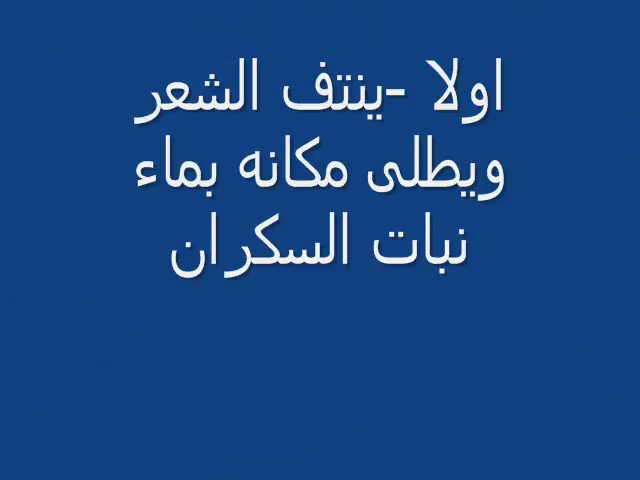 اولا -ينتف الشعر
ويطلى مكانه بماء
نبات السكران